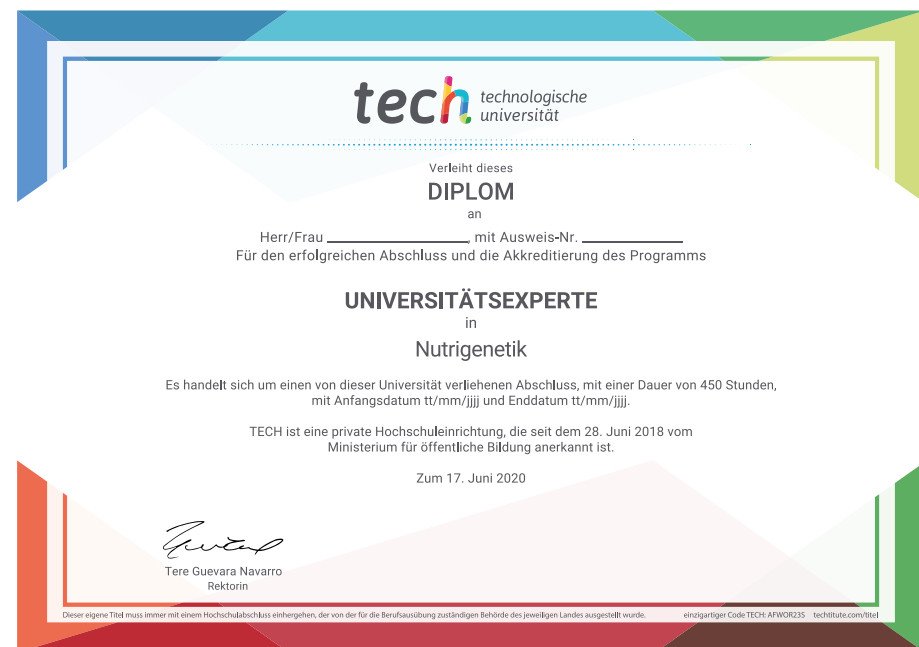 tech technologische
universität
Verleiht dieses
DIPLOM
an
Herr/Frau ________________, mit Ausweis-Nr. ____________
Für den erfolgreichen Abschluss und die Akkreditierung des Programms
UNIVERSITÄTSEXPERTE
in
Nutrigenetik
Es handelt sich um einen von dieser Universität verliehenen Abschluss, mit einer Dauer von 450 Stunden,
mit Anfangsdatum tt/mm/jjjj und Enddatum tt/mm/jjjj.
TECH ist eine private Hochschuleinrichtung, die seit dem 28. Juni 2018 vom
Ministerium für öffentliche Bildung anerkannt ist.
Zum 17. Juni 2020
Tere Guevara Navarro
Rektorin
Dieser eigene Titel muss immer mit einem Hochschulabschluss einhergehen, der von der für die Berufsausübung zuständigen Behörde des jeweiligen Landes ausgestellt wurde. einzigartiger Code TECH: AFWOR23S techtitute.com/titel